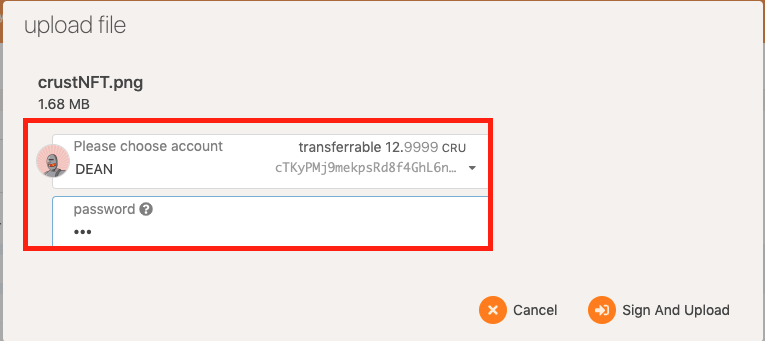 upload file
crustNFT.png
1.68 MB
Please choose account transferrable 12.9999 CRU
DEAN cTKyPMj9mekpsRd8f4GhL6n…
password
•••
Cancel Sign And Upload